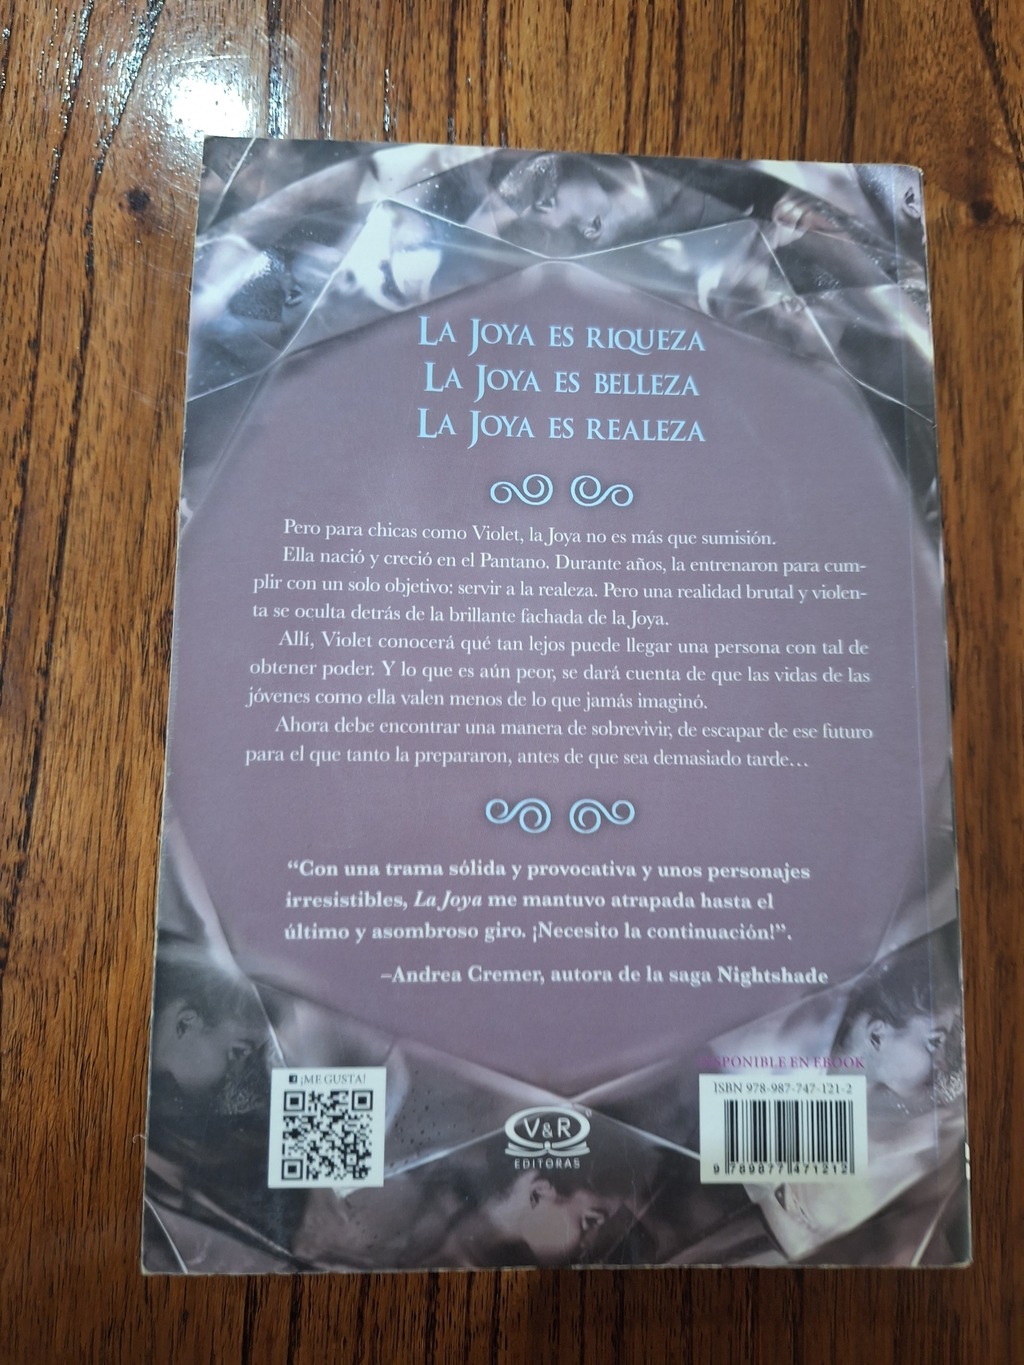 LA JOYA ES RIQUEZA
LA JOYA ES BELLEZA
LA JOYA ES REALEZA
Pero para chicas como Violet, la Joya no es más que sumisión.
Ella nació y creció en el Pantano. Durante años, la entrenaron para cum-
plir con un solo objetivo: servir a la realeza. Pero una realidad brutal y violen-
ta se oculta detrás de la brillante fachada de la Joya.
Allí, Violet conocerá qué tan lejos puede llegar una persona con tal de
obtener poder. Y lo que es aún peor, se dará cuenta de que las vidas de las
jóvenes como ella valen menos de lo que jamás imaginó.
Ahora debe encontrar una manera de sobrevivir, de escapar de ese futuro
para el que tanto la prepararon, antes de que sea demasiado tarde…
“Con una trama sólida y provocativa y unos personajes
irresistibles, La Joya me mantuvo atrapada hasta el
último y asombroso giro. ¡Necesito la continuación!”.
–Andrea Cremer, autora de la saga Nightshade
¡ME GUSTA!
V&R
EDITORAS
DISPONIBLE EN EBOOK
ISBN 978-987-747-121-2
9 789877 471212